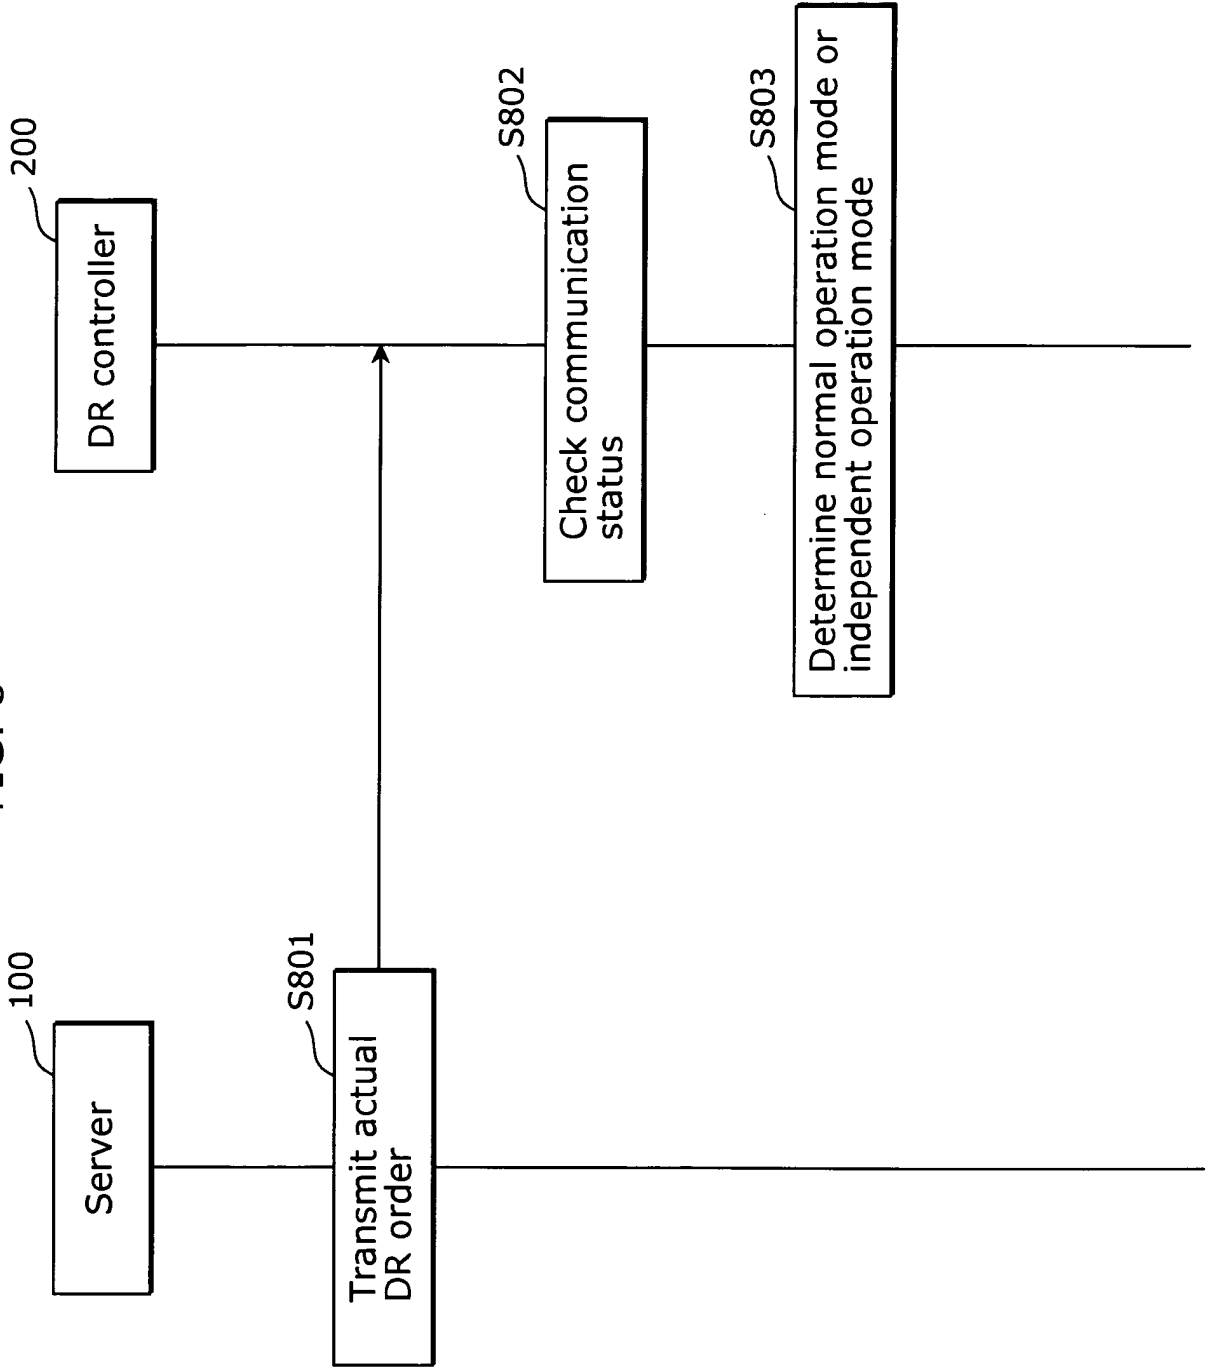 100
Server
200
DR controller
S801
Transmit actual
DR order
S802
Check communication
status
S803
Determine normal operation mode or
independent operation mode